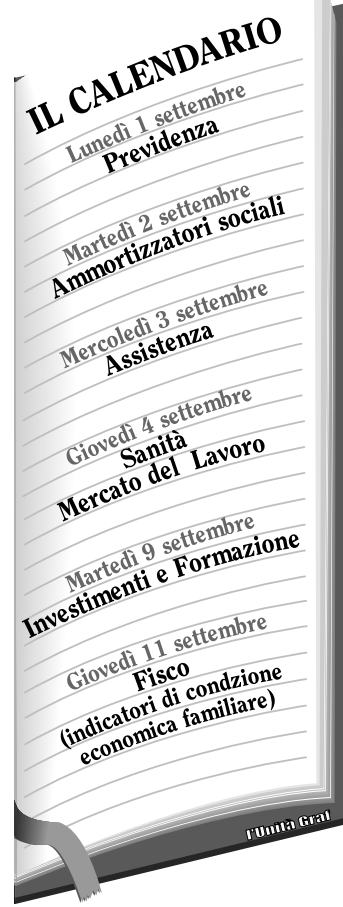 IL CALENDARIO
Lunedì 1 settembre
Previdenza
Martedì 2 settembre
Ammortizzatori sociali
Mercoledì 3 settembre
Assistenza
Giovedì 4 settembre
Sanità
Mercato del Lavoro
Martedì 9 settembre
Investimenti e Formazione
Giovedì 11 settembre
Fisco
(indicatori di condzione
economica familiare)
l'Unità Graf